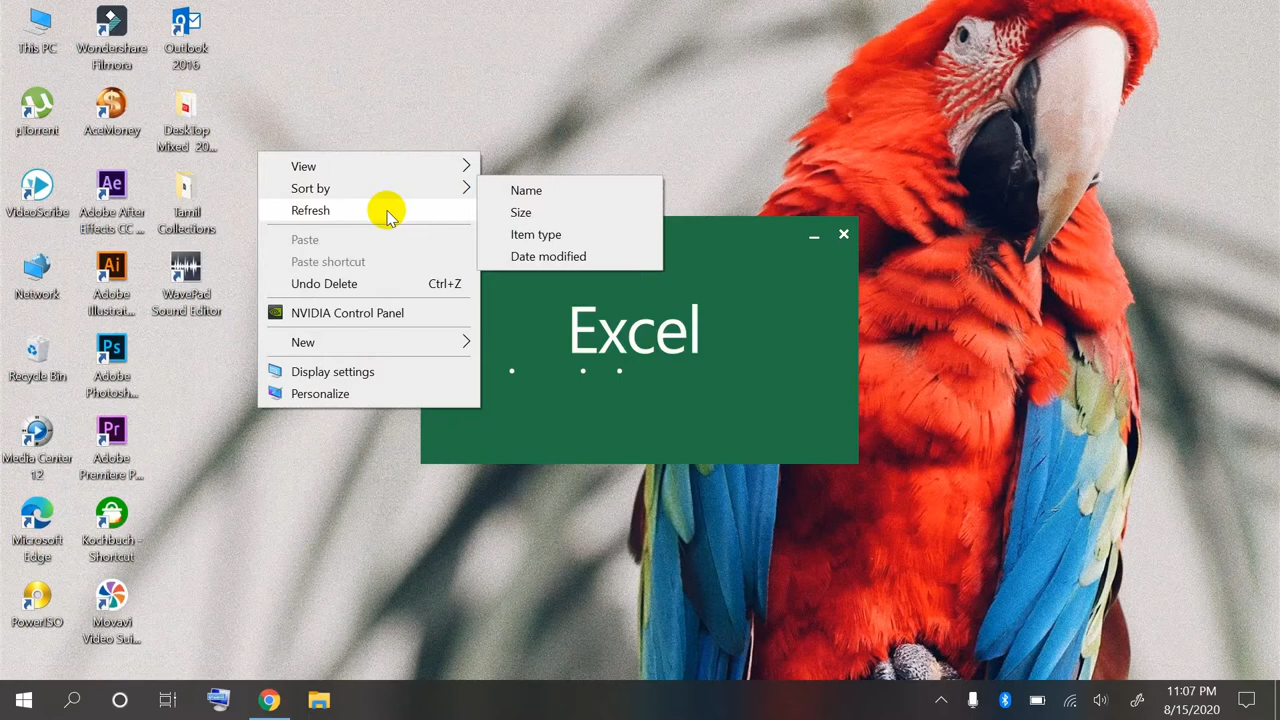 This PC
Wondershare
Filmora
Outlook
2016
µTorrent
AceMoney
DeskTop
Mixed_20...
VideoScribe
Adobe After
Effects CC ...
Tamil
Collections
Network
Adobe
Illustrat...
WavePad
Sound Editor
Recycle Bin
Adobe
Photosh...
Media Center
12
Adobe
Premiere P...
Microsoft
Edge
Kochbuch -
Shortcut
PowerISO
Movavi
Video Sui...
View
Sort by
Refresh
Paste
Paste shortcut
Undo Delete Ctrl+Z
NVIDIA Control Panel
New
Display settings
Personalize
Name
Size
Item type
Date modified
Excel
11:07 PM
8/15/2020